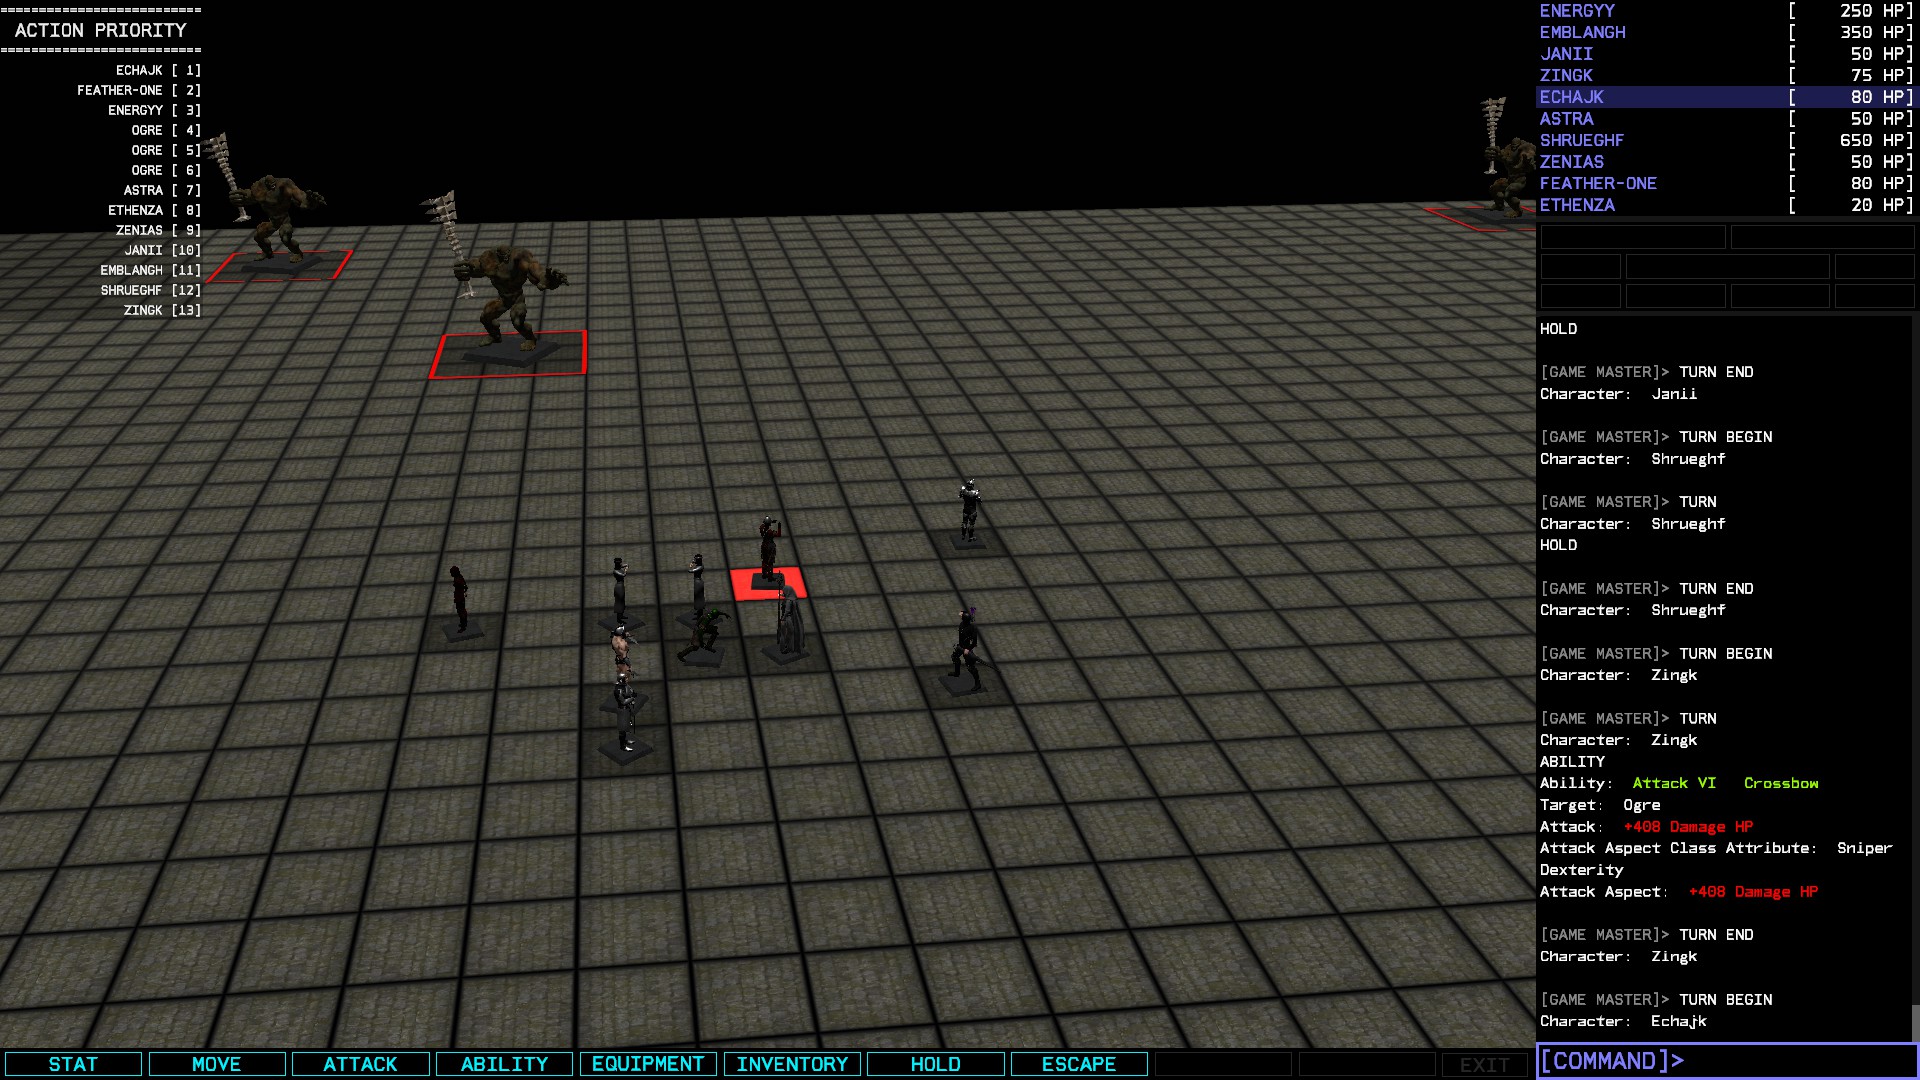 =========================
ACTION PRIORITY
=========================
ECHAJK [ 1]
FEATHER-ONE [ 2]
ENERGYY [ 3]
OGRE [ 4]
OGRE [ 5]
OGRE [ 6]
ASTRA [ 7]
ETHENZA [ 8]
ZENIAS [ 9]
JANII [10]
EMBLANGH [11]
SHRUEGHF [12]
ZINGK [13]
ENERGYY [ 250 HP]
EMBLANGH [ 350 HP]
JANII [ 50 HP]
ZINGK [ 75 HP]
ECHAJK [ 80 HP]
ASTRA [ 50 HP]
SHRUEGHF [ 650 HP]
ZENIAS [ 50 HP]
FEATHER-ONE [ 80 HP]
ETHENZA [ 20 HP]
HOLD
[GAME MASTER]> TURN END
Character: Janii
[GAME MASTER]> TURN BEGIN
Character: Shrueghf
[GAME MASTER]> TURN
Character: Shrueghf
HOLD
[GAME MASTER]> TURN END
Character: Shrueghf
[GAME MASTER]> TURN BEGIN
Character: Zingk
[GAME MASTER]> TURN
Character: Zingk
ABILITY
Ability: Attack VI Crossbow
Target: Ogre
Attack: +408 Damage HP
Attack Aspect Class Attribute: Sniper
Dexterity
Attack Aspect: +408 Damage HP
[GAME MASTER]> TURN END
Character: Zingk
[GAME MASTER]> TURN BEGIN
Character: Echajk
STAT MOVE ATTACK ABILITY EQUIPMENT INVENTORY HOLD ESCAPE EXIT
[COMMAND]>